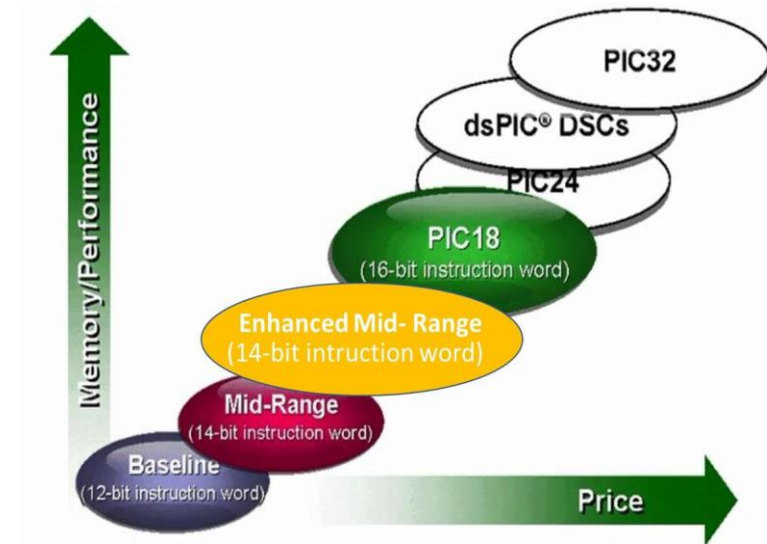 PIC32
dsPIC® DSCs
PIC24
PIC18
(16-bit instruction word)
Enhanced Mid- Range
(14-bit intruction word)
Mid-Range
(14-bit instruction word)
Baseline
(12-bit instruction word)
Memory/Performance
Price